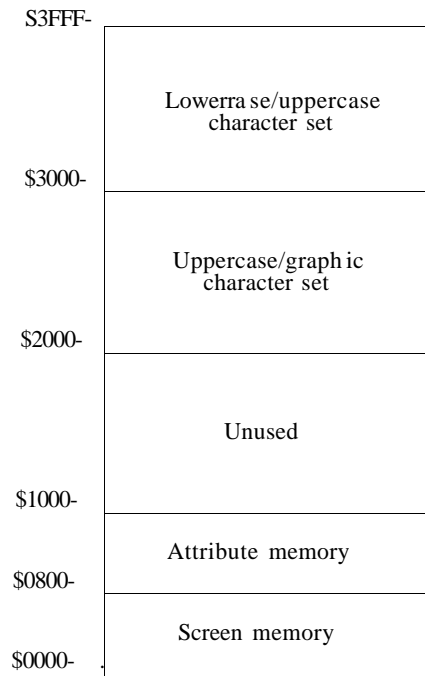 S3FFF-
Lowerra se/uppercase
character set
$3000-
Uppercase/graph ic
character set
$2000-
Unused
$1000-
Attribute memory
$0800-
Screen memory
$0000- .